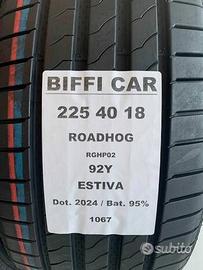 BIFFI CAR
225 40 18
ROADHOG
RGHP02
92Y
ESTIVA
Dot. 2024 / Bat. 95%
1067
subito